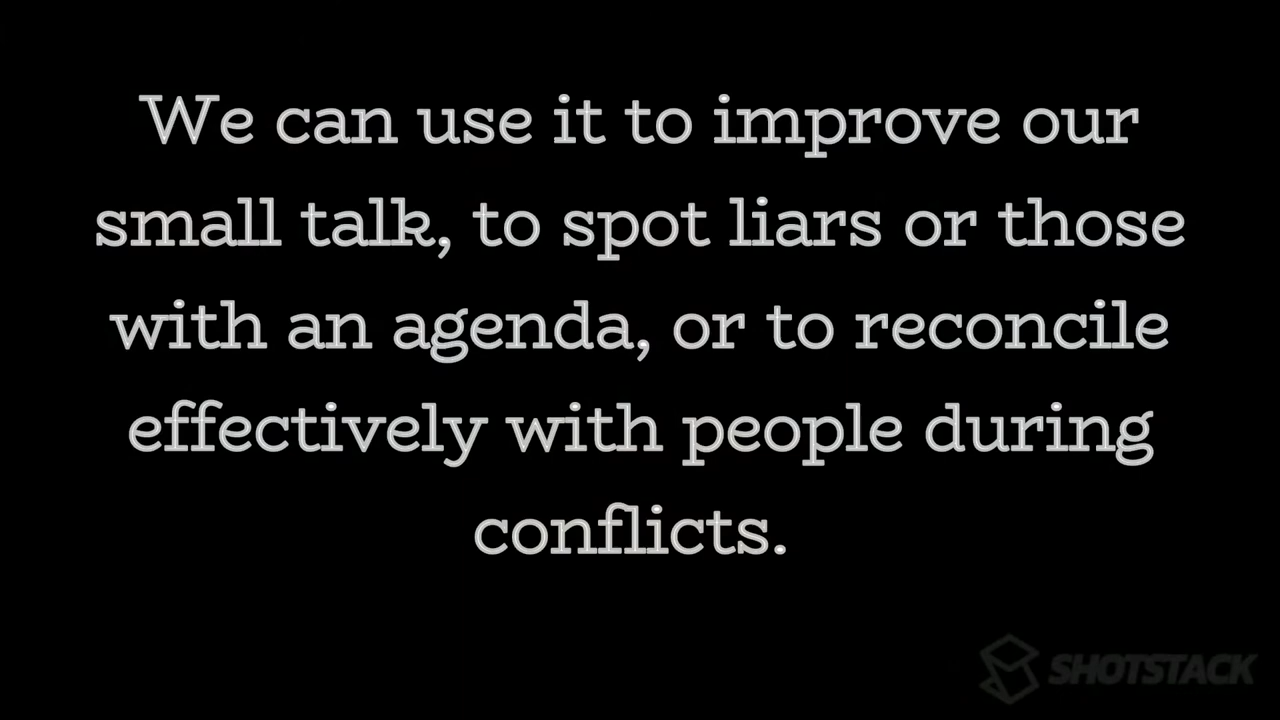 We can use it to improve our
small talk, to spot liars or those
with an agenda, or to reconcile
effectively with people during
conflicts.
SHOTSTACK